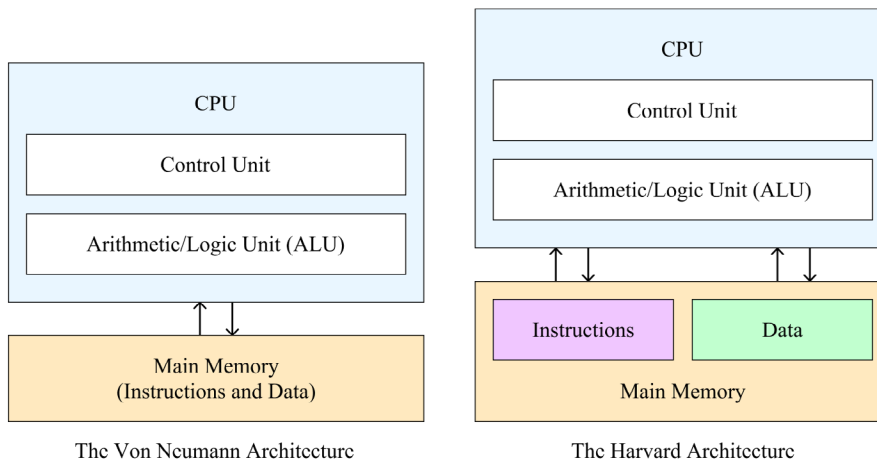 CPU
Control Unit
Arithmetic/Logic Unit (ALU)
Main Memory
(Instructions and Data)
The Von Neumann Architecture
CPU
Control Unit
Arithmetic/Logic Unit (ALU)
Instructions
Data
Main Memory
The Harvard Architecture